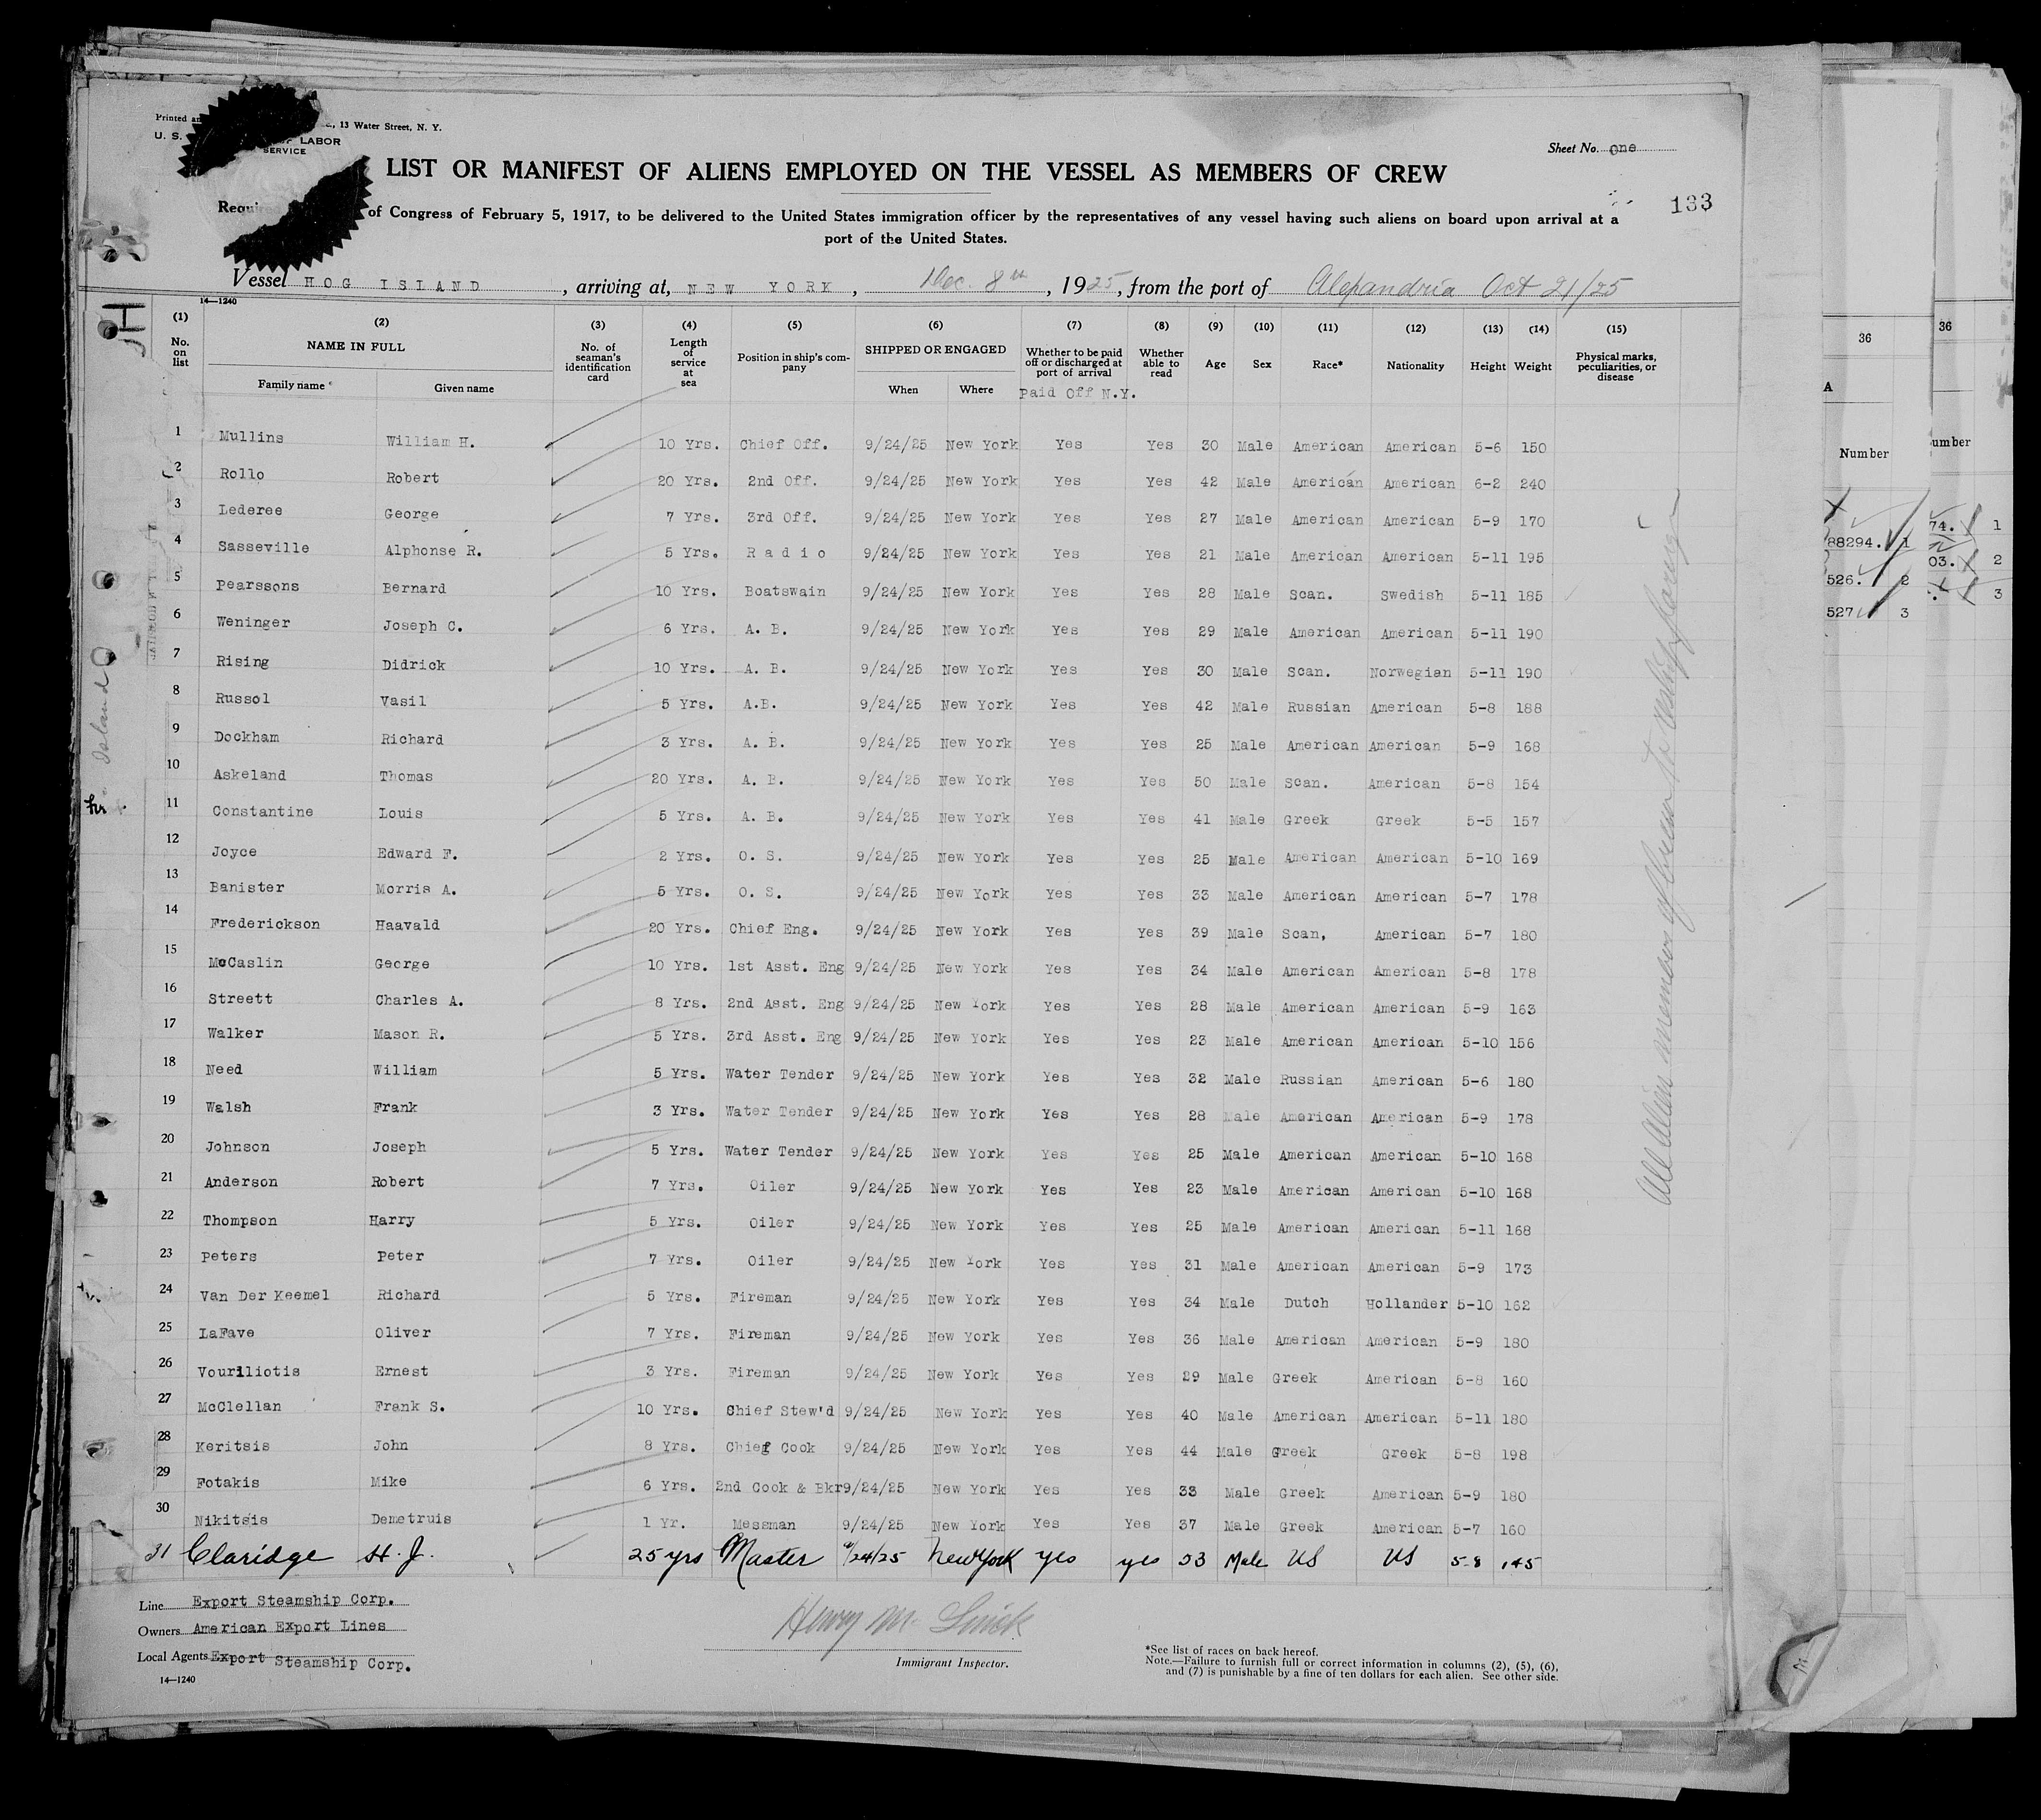 Printed an , 13 Water Street, N. Y.
U. S. LABOR
SERVICE
Sheet No. one
LIST OR MANIFEST OF ALIENS EMPLOYED ON THE VESSEL AS MEMBERS OF CREW
133
Requi of Congress of February 5, 1917, to be delivered to the United States immigration officer by the representatives of any vessel having such aliens on board upon arrival at a
port of the United States.
Vessel HOG ISLAND, arriving at, NEW YORK, Dec. 8th, 1925, from the port of Alexandria Oct 21/25
14—1240
(1) No. on list (2) NAME IN FULL Family name Given name (3) No. of seaman's identification card (4) Length of service at sea (5) Position in ship's company (6) SHIPPED OR ENGAGED When Where (7) Whether to be paid off or discharged at port of arrival Paid Off N.Y. (8) Whether able to read (9) Age (10) Sex (11) Race* (12) Nationality (13) Height (14) Weight (15) Physical marks, peculiarities, or disease
1 Mullins William H. 10 Yrs. Chief Off. 9/24/25 New York Yes Yes 30 Male American American 5-6 150
2 Rollo Robert 20 Yrs. 2nd Off. 9/24/25 New York Yes Yes 42 Male American American 6-2 240
3 Lederee George 7 Yrs. 3rd Off. 9/24/25 New York Yes Yes 27 Male American American 5-9 170
4 Sasseville Alphonse R. 5 Yrs. Radio 9/24/25 New York Yes Yes 21 Male American American 5-11 195
5 Pearssons Bernard 10 Yrs. Boatswain 9/24/25 New York Yes Yes 28 Male Scan. Swedish 5-11 185
6 Weninger Joseph C. 6 Yrs. A. B. 9/24/25 New York Yes Yes 29 Male American American 5-11 190
7 Rising Didrick 10 Yrs. A. B. 9/24/25 New York Yes Yes 30 Male Scan. Norwegian 5-11 190
8 Russol Vasil 5 Yrs. A.B. 9/24/25 New York Yes Yes 42 Male Russian American 5-8 188
9 Dockham Richard 3 Yrs. A. B. 9/24/25 New York Yes Yes 25 Male American American 5-9 168
10 Askeland Thomas 20 Yrs. A. B. 9/24/25 New York Yes Yes 50 Male Scan. American 5-8 154
11 Constantine Louis 5 Yrs. A. B. 9/24/25 New York Yes Yes 41 Male Greek Greek 5-5 157
12 Joyce Edward F. 2 Yrs. O. S. 9/24/25 New York Yes Yes 25 Male American American 5-10 169
13 Banister Morris A. 5 Yrs. O. S. 9/24/25 New York Yes Yes 33 Male American American 5-7 178
14 Frederickson Haavald 20 Yrs. Chief Eng. 9/24/25 New York Yes Yes 39 Male Scan, American 5-7 180
15 McCaslin George 10 Yrs. 1st Asst. Eng 9/24/25 New York Yes Yes 34 Male American American 5-8 178
16 Streett Charles A. 8 Yrs. 2nd Asst. Eng 9/24/25 New York Yes Yes 28 Male American American 5-9 163
17 Walker Mason R. 5 Yrs. 3rd Asst. Eng 9/24/25 New York Yes Yes 23 Male American American 5-10 156
18 Need William 5 Yrs. Water Tender 9/24/25 New York Yes Yes 32 Male Russian American 5-6 180
19 Walsh Frank 3 Yrs. Water Tender 9/24/25 New York Yes Yes 28 Male American American 5-9 178
20 Johnson Joseph 5 Yrs. Water Tender 9/24/25 New York Yes Yes 25 Male American American 5-10 168
21 Anderson Robert 7 Yrs. Oiler 9/24/25 New York Yes Yes 23 Male American American 5-10 168
22 Thompson Harry 5 Yrs. Oiler 9/24/25 New York Yes Yes 25 Male American American 5-11 168
23 Peters Peter 7 Yrs. Oiler 9/24/25 New York Yes Yes 31 Male American American 5-9 173
24 Van Der Keemel Richard 5 Yrs. Fireman 9/24/25 New York Yes Yes 34 Male Dutch Hollander 5-10 162
25 LaFave Oliver 7 Yrs. Fireman 9/24/25 New York Yes Yes 36 Male American American 5-9 180
26 Vouriliotis Ernest 3 Yrs. Fireman 9/24/25 New York Yes Yes 29 Male Greek American 5-8 160
27 McClellan Frank S. 10 Yrs. Chief Stew'd 9/24/25 New York Yes Yes 40 Male American American 5-11 180
28 Keritsis John 8 Yrs. Chief Cook 9/24/25 New York Yes Yes 44 Male Greek Greek 5-8 198
29 Fotakis Mike 6 Yrs. 2nd Cook & Bkr 9/24/25 New York Yes Yes 33 Male Greek American 5-9 180
30 Nikitsis Demetruis 1 Yr. Messman 9/24/25 New York Yes Yes 37 Male Greek American 5-7 160
31 Claridge H. J. 25 yrs Master 9/24/25 New York yes yes 53 Male US US 5-8 145
Line Export Steamship Corp.
Owners American Export Lines
Local Agents Export Steamship Corp.
14—1240
Immigrant Inspector.
*See list of races on back hereof.
Note.—Failure to furnish full or correct information in columns (2), (5), (6),
and (7) is punishable by a fine of ten dollars for each alien. See other side.
Island
All Alien members of crew
36
A
Number
88294. 1
526. 2
527 3
36
umber
74. 1
03. 2
3